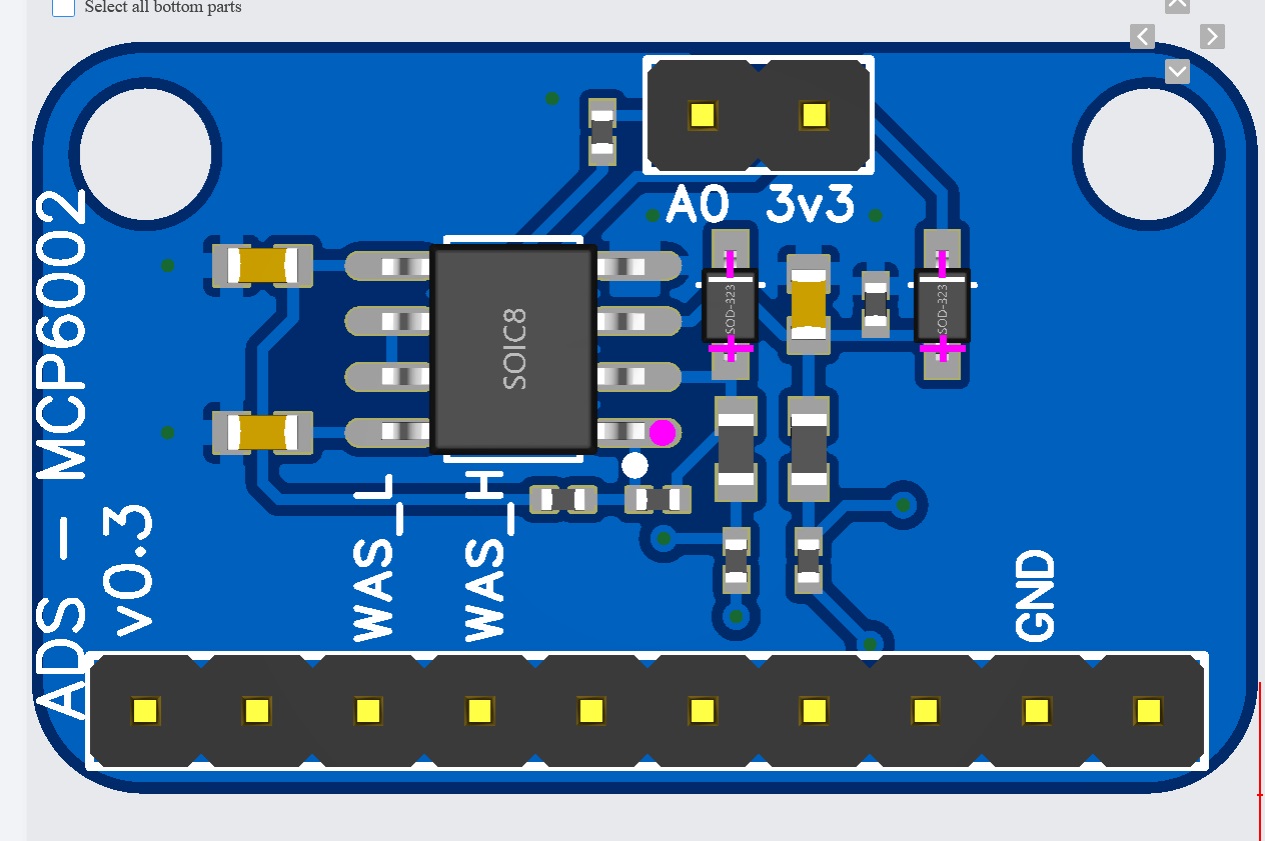 Select all bottom parts
A0 3v3
ADS - MCP6002
v0.3
SOIC8
SOD-323
SOD-323
WAS_L
WAS_H
GND